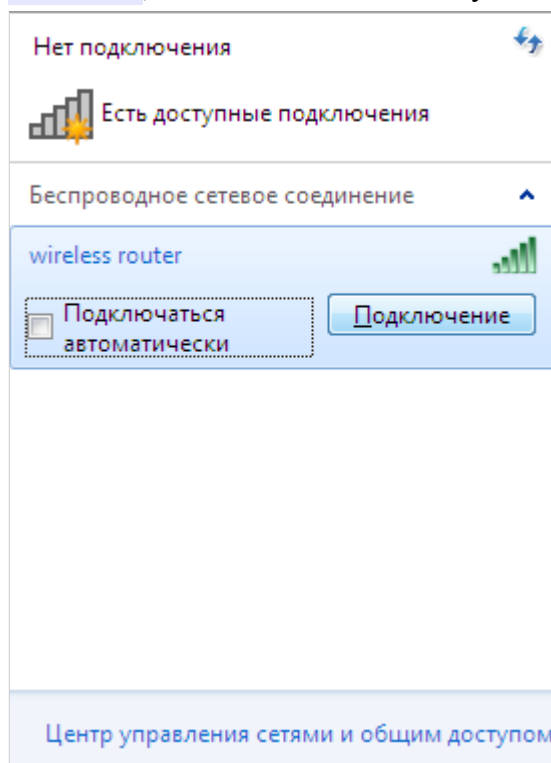 Нет подключения
Есть доступные подключения
Беспроводное сетевое соединение
wireless router
Подключаться
автоматически
Подключение
Центр управления сетями и общим доступом